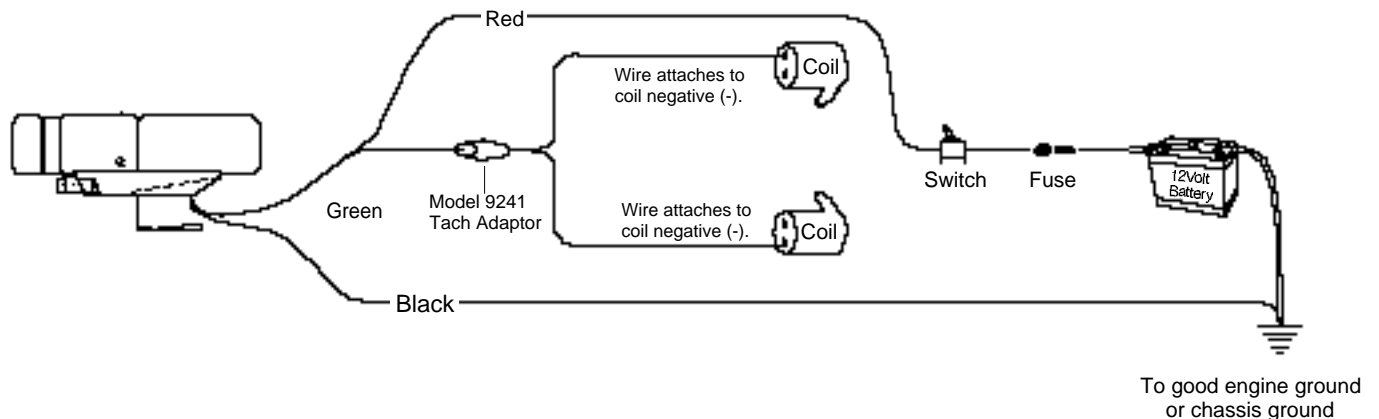 Red
Coil
Wire attaches to
coil negative (-).
Switch
Fuse
12Volt
Battery
Green
Model 9241
Tach Adaptor
Wire attaches to
coil negative (-).
Coil
Black
To good engine ground
or chassis ground